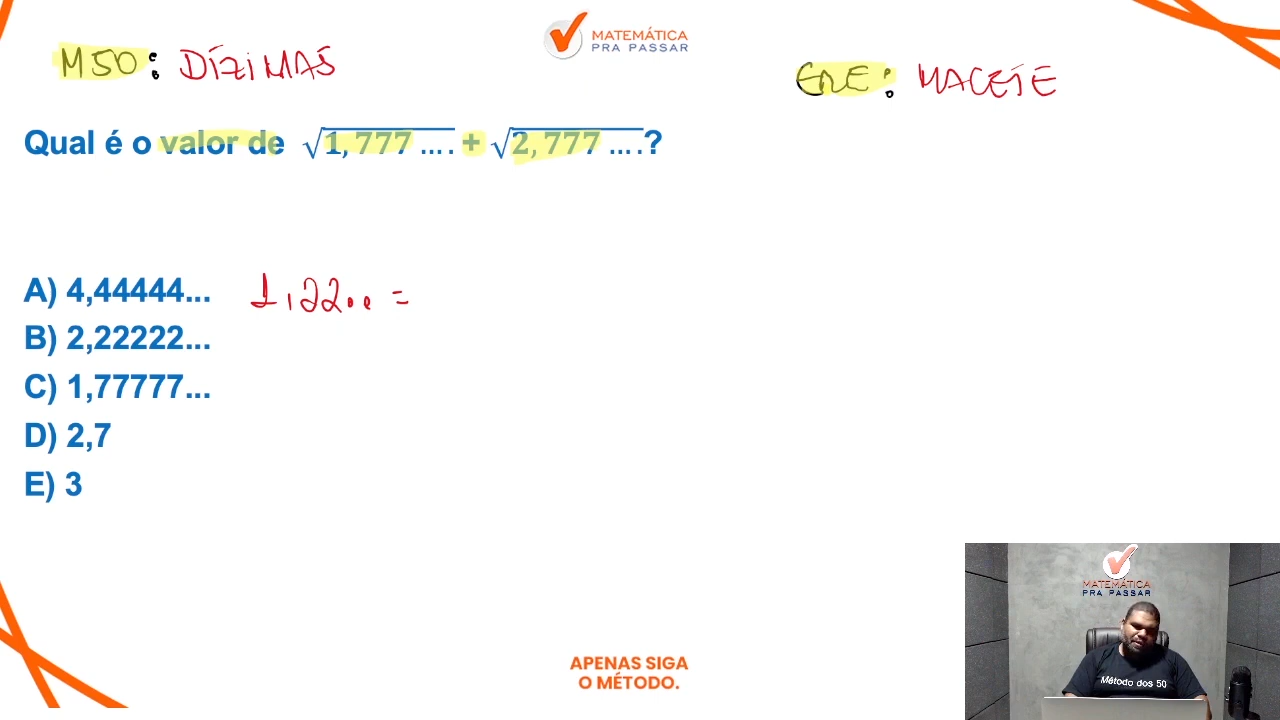 MATEMÁTICA
PRA PASSAR
M50: DÍZIMAS
ENE: MACETE
Qual é o valor de √1,777 .... + √2,777 ....?
A) 4,44444... 1,22.. =
B) 2,22222...
C) 1,77777...
D) 2,7
E) 3
MATEMÁTICA
PRA PASSAR
Método dos 50
APENAS SIGA
O MÉTODO.